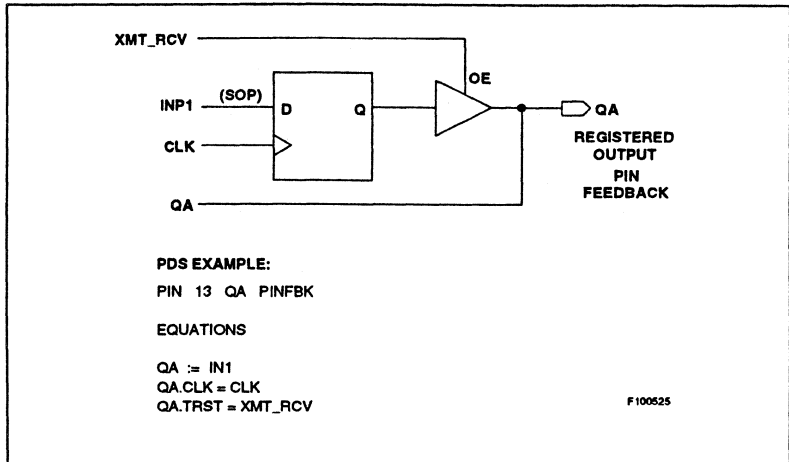 XMT_RCV
OE
(SOP)
INP1
D
Q
QA
CLK
REGISTERED
OUTPUT
PIN
FEEDBACK
QA
PDS EXAMPLE:
PIN 13 QA PINFBK
EQUATIONS
QA := IN1
QA.CLK = CLK
QA.TRST = XMT_RCV
F100525